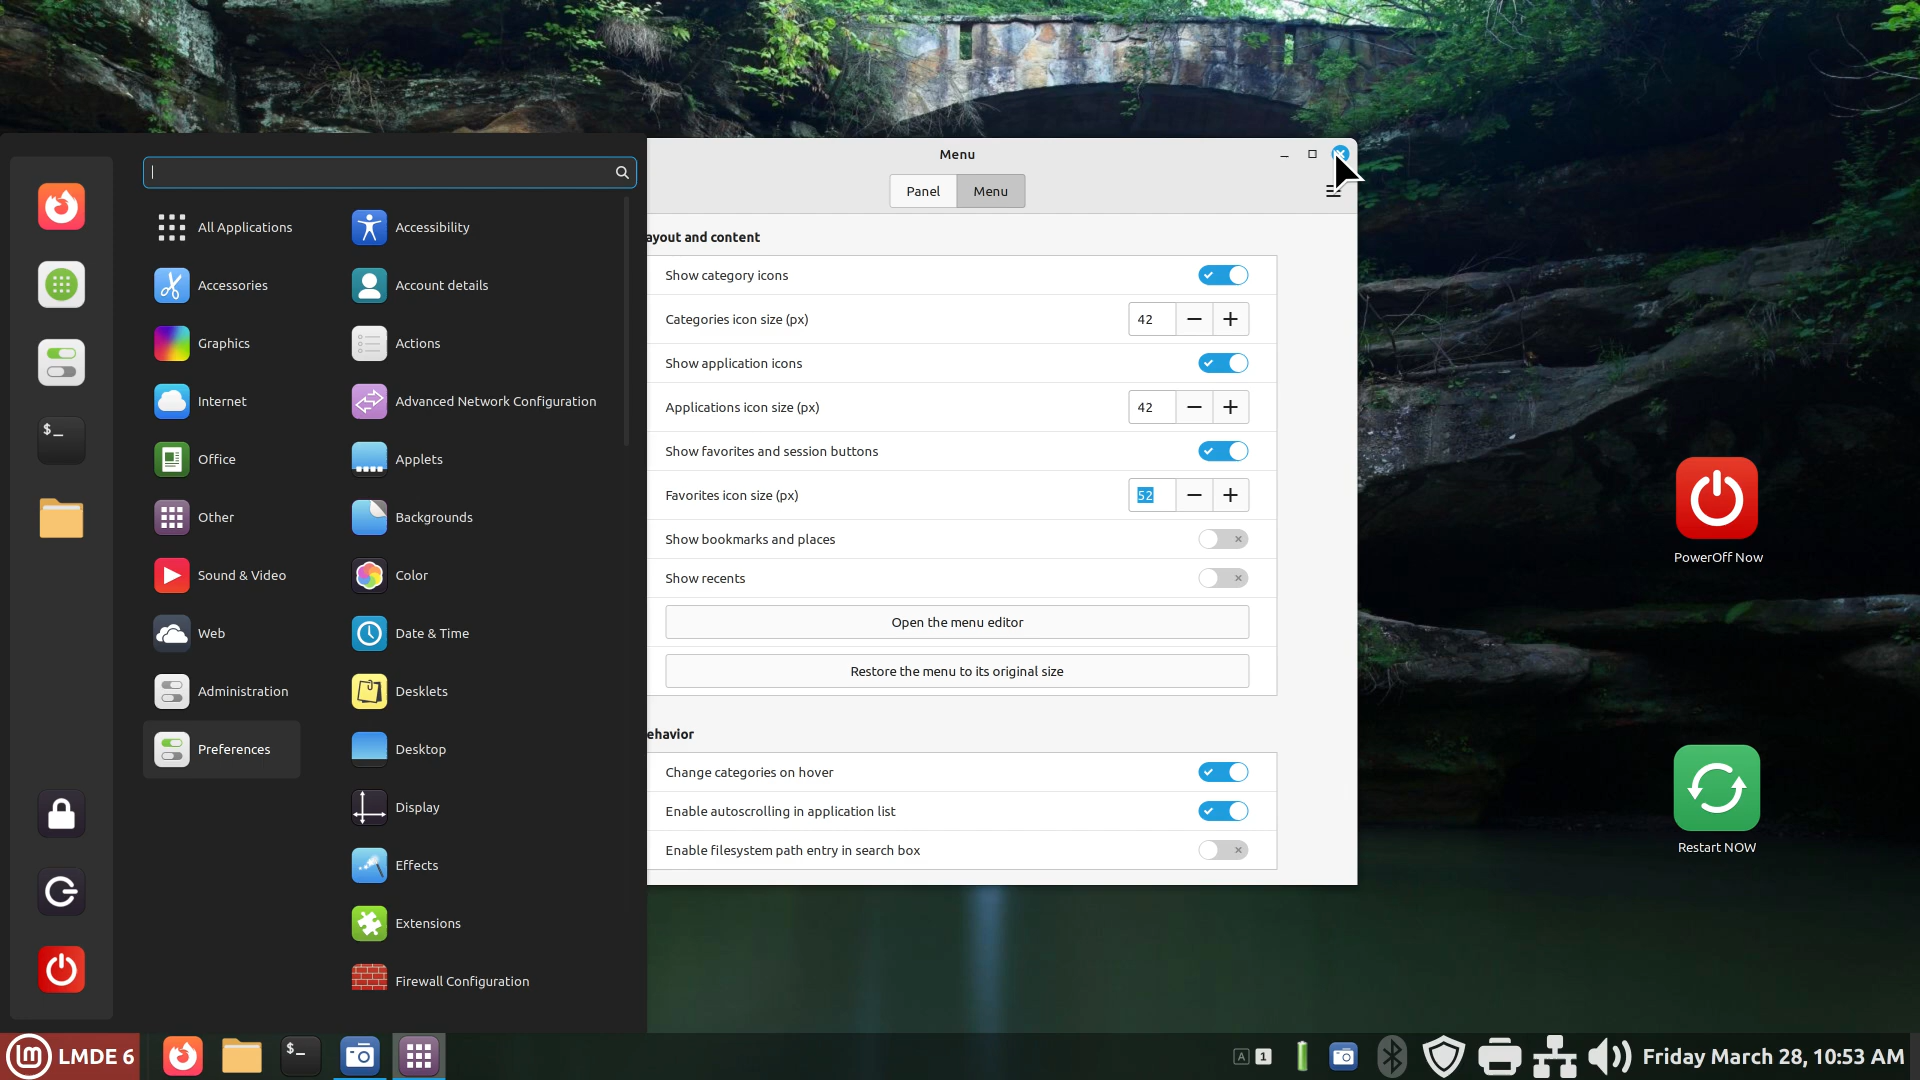 All Applications
Accessories
Graphics
Internet
Office
Other
Sound & Video
Web
Administration
Preferences
Accessibility
Account details
Actions
Advanced Network Configuration
Applets
Backgrounds
Color
Date & Time
Desklets
Desktop
Display
Effects
Extensions
Firewall Configuration
$_
Menu
Panel
Menu
ayout and content
Show category icons
Categories icon size (px)
42
Show application icons
Applications icon size (px)
42
Show favorites and session buttons
Favorites icon size (px)
52
Show bookmarks and places
Show recents
Open the menu editor
Restore the menu to its original size
ehavior
Change categories on hover
Enable autoscrolling in application list
Enable filesystem path entry in search box
PowerOff Now
Restart NOW
LMDE 6
$_
A 1
Friday March 28, 10:53 AM